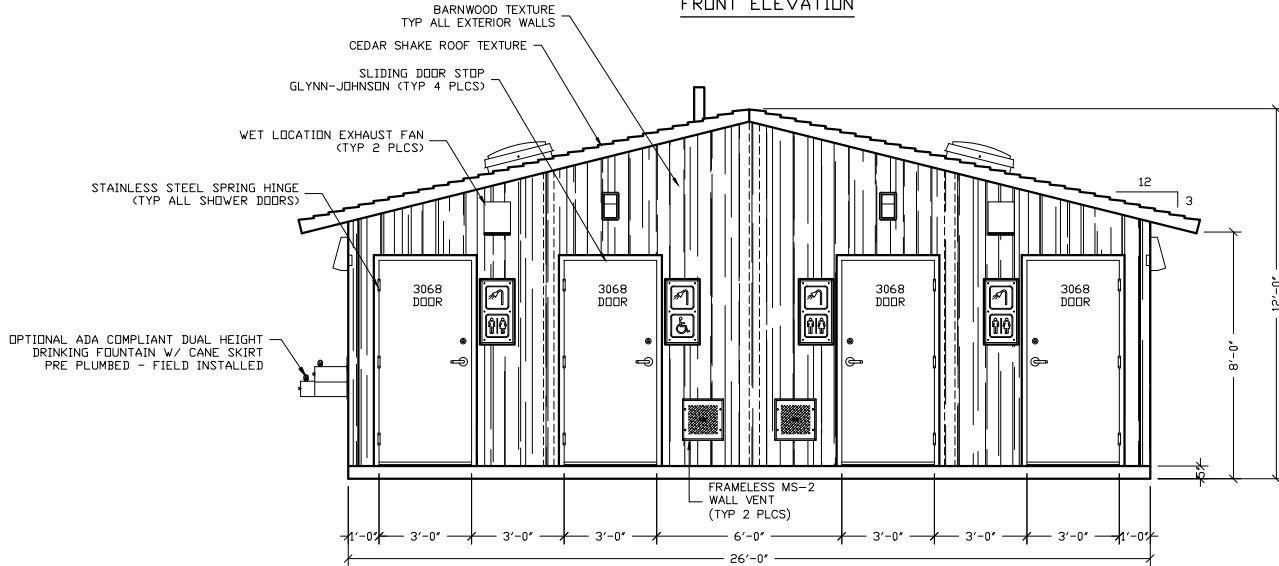 FRONT ELEVATION
BARNWOOD TEXTURE
TYP ALL EXTERIOR WALLS
CEDAR SHAKE ROOF TEXTURE
SLIDING DOOR STOP
GLYNN-JOHNSON (TYP 4 PLCS)
WET LOCATION EXHAUST FAN
(TYP 2 PLCS)
STAINLESS STEEL SPRING HINGE
(TYP ALL SHOWER DOORS)
12
3
3068
DOOR
3068
DOOR
3068
DOOR
3068
DOOR
OPTIONAL ADA COMPLIANT DUAL HEIGHT
DRINKING FOUNTAIN W/ CANE SKIRT
PRE PLUMBED - FIELD INSTALLED
12'-0"
8'-0"
5"
FRAMELESS MS-2
WALL VENT
(TYP 2 PLCS)
1'-0" 3'-0" 3'-0" 3'-0" 6'-0" 3'-0" 3'-0" 3'-0" 1'-0"
26'-0"